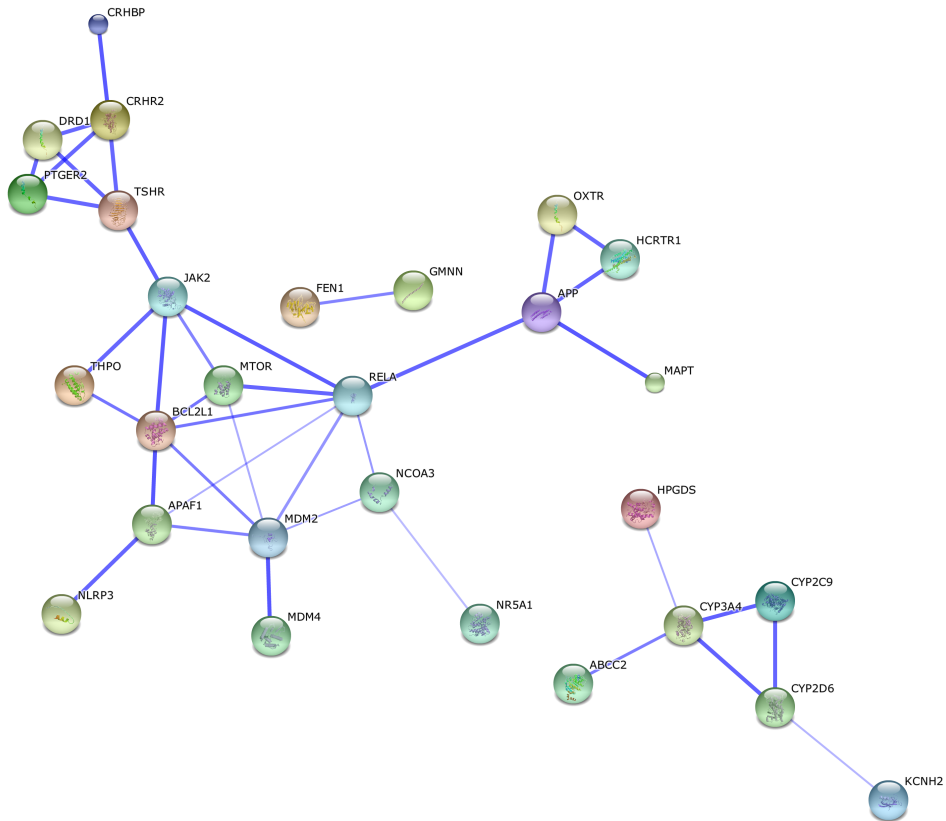 CRHBP
CRHR2
DRD1
PTGER2
TSHR
OXTR
HCRTR1
GMNN
JAK2
FEN1
APP
THPO
MTOR
RELA
MAPT
BCL2L1
NCOA3
HPGDS
APAF1
MDM2
CYP2C9
NLRP3
NR5A1
CYP3A4
MDM4
ABCC2
CYP2D6
KCNH2